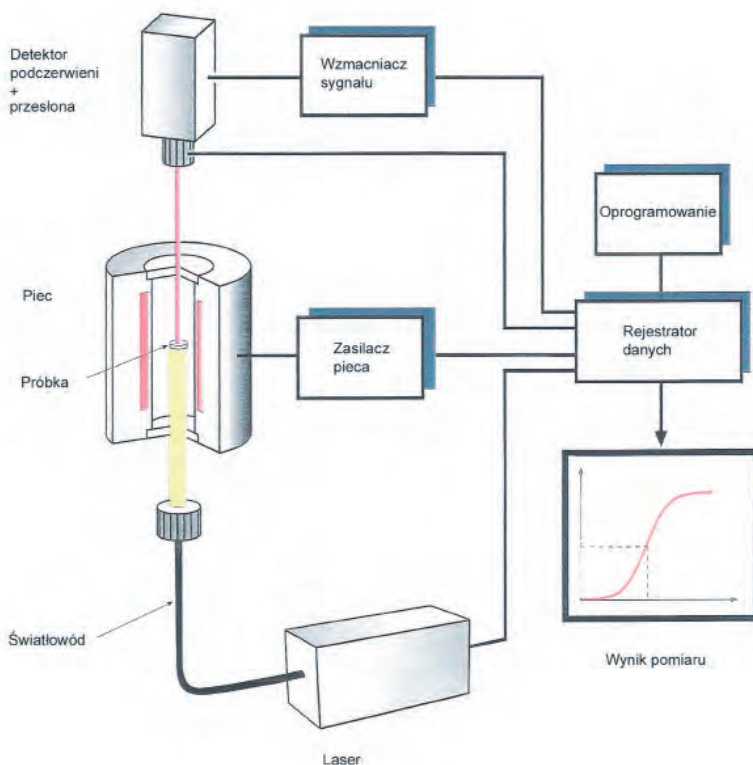 Detektor
podczerwieni
+
przesłona
Wzmacniacz
sygnału
Oprogramowanie
Piec
Zasilacz
pieca
Rejestrator
danych
Próbka
Światłowód
Wynik pomiaru
Laser